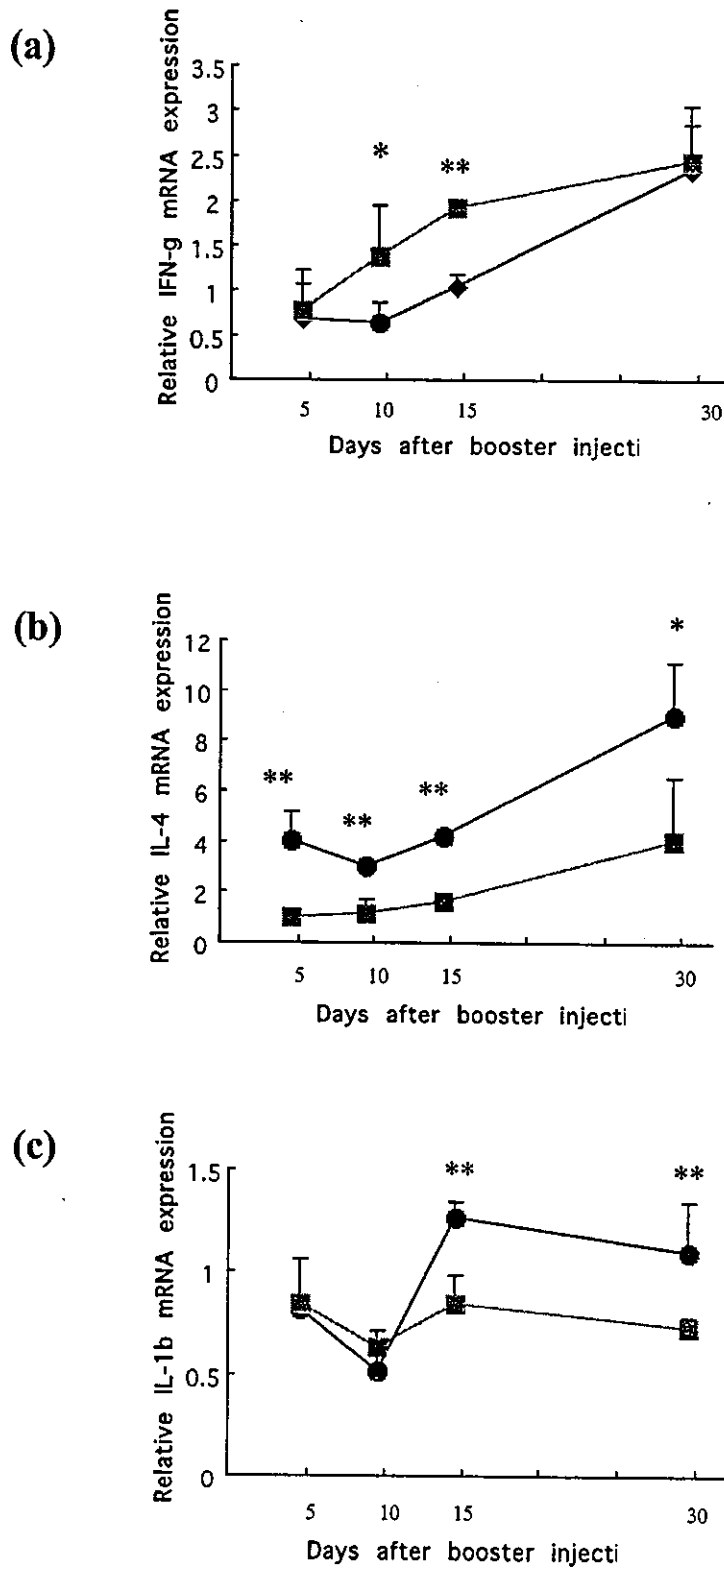 (a)
Relative IFN-g mRNA expression
3.5
3
2.5
2
1.5
1
0.5
0
*
**
5 10 15 30
Days after booster injecti
(b)
Relative IL-4 mRNA expression
12
10
8
6
4
2
0
**
**
**
*
5 10 15 30
Days after booster injecti
(c)
Relative IL-1b mRNA expression
1.5
1
0.5
0
**
**
5 10 15 30
Days after booster injecti